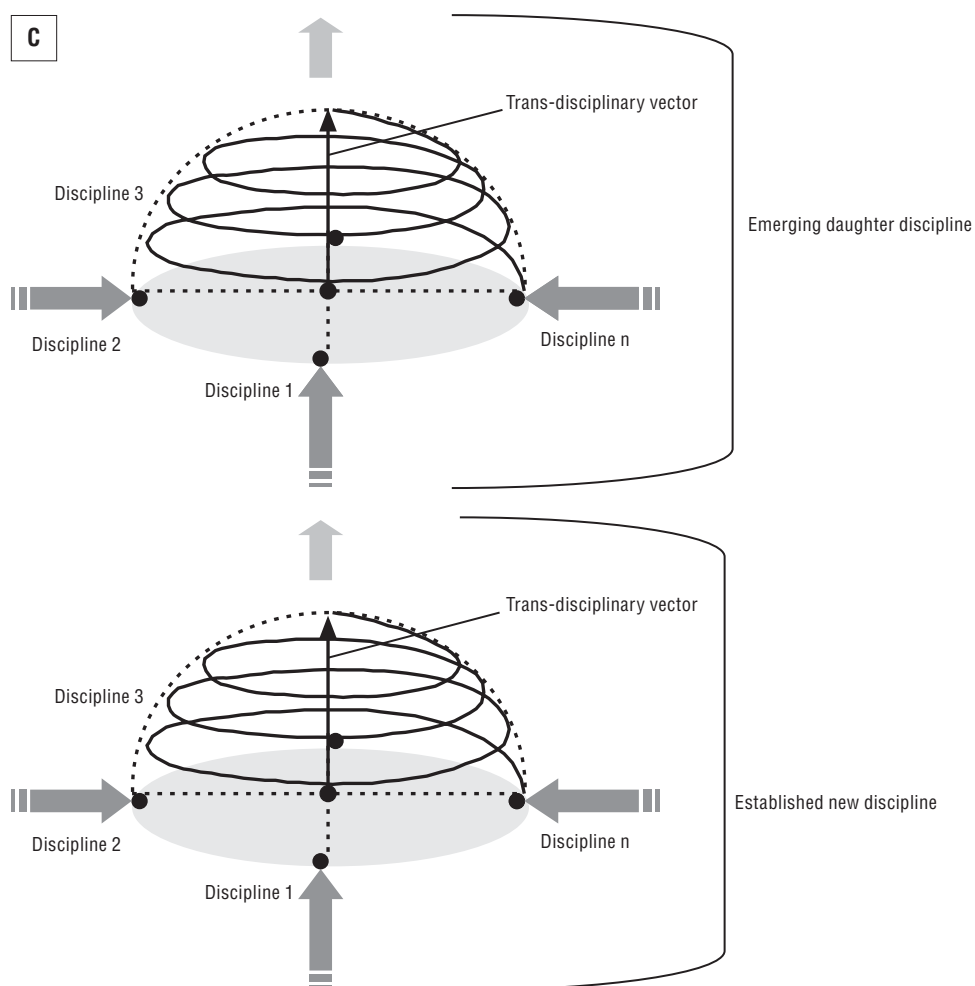 C
Trans-disciplinary vector
Discipline 3
Emerging daughter discipline
Discipline 2
Discipline n
Discipline 1
Trans-disciplinary vector
Discipline 3
Established new discipline
Discipline 2
Discipline n
Discipline 1